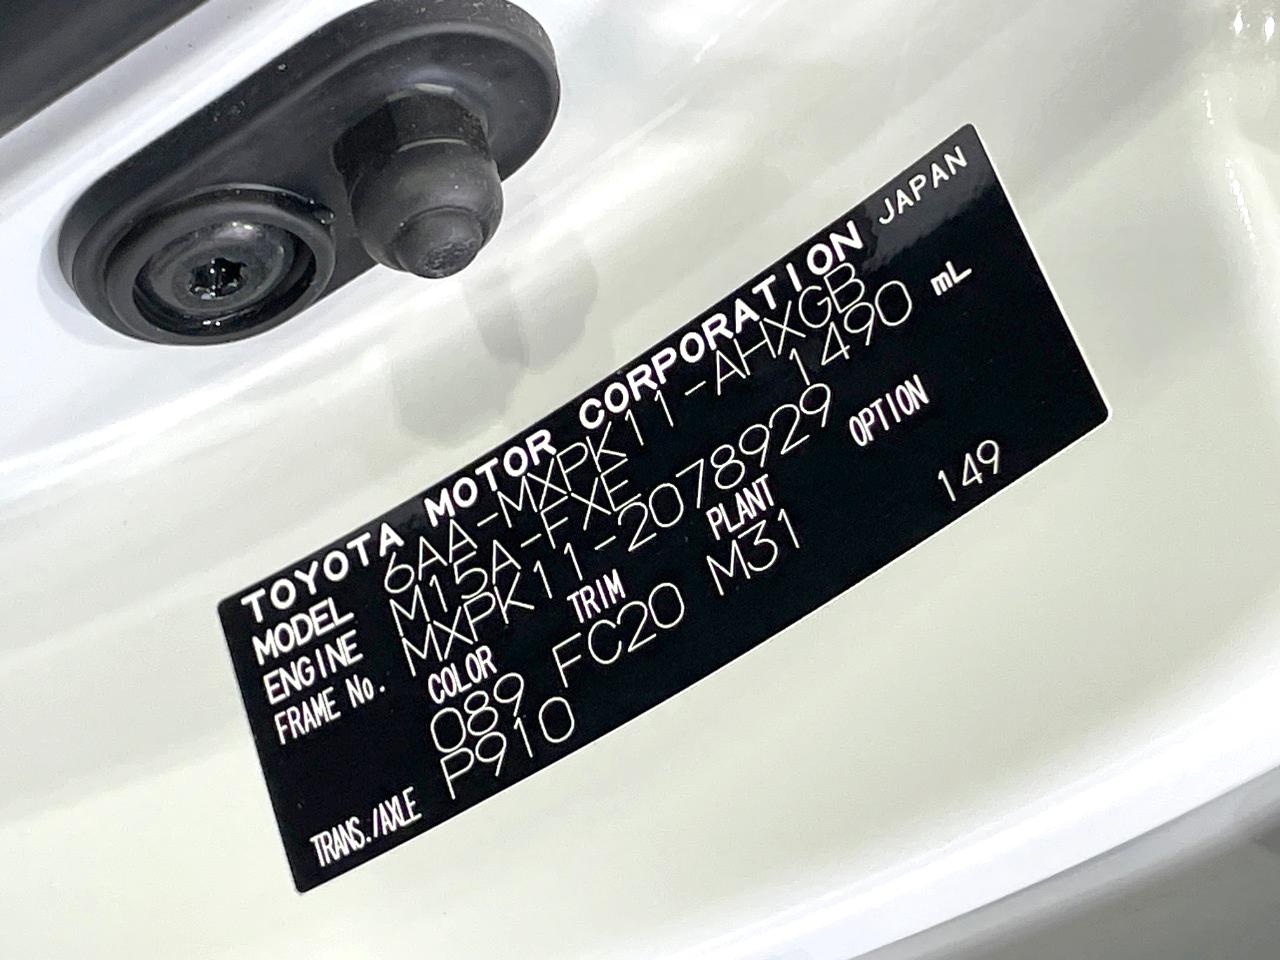 TOYOTA MOTOR CORPORATION JAPAN
MODEL 6AA-MXPK11-AHXGB
ENGINE M15A-FXE 1490 mL
FRAME No. MXPK11-2078929
COLOR TRIM PLANT OPTION
089 FC20 M31 149
TRANS./AXLE P910